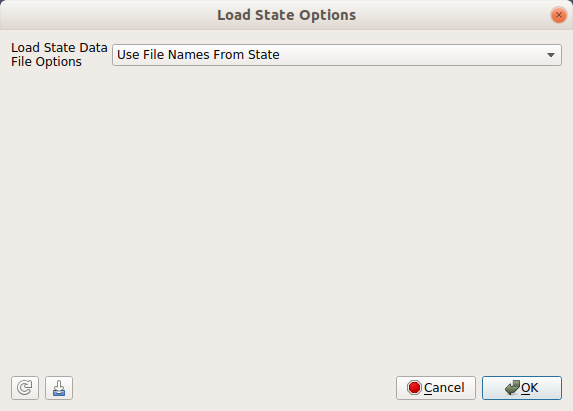 Load State Options
Load State Data
File Options
Use File Names From State
Cancel
OK